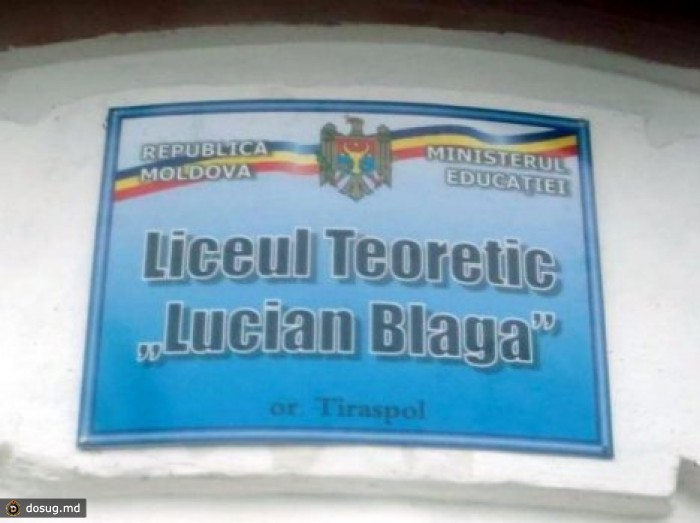 REPUBLICA
MOLDOVA
MINISTERUL
EDUCAȚIEI
Liceul Teoretic
„Lucian Blaga”
or. Tiraspol
dosug.md